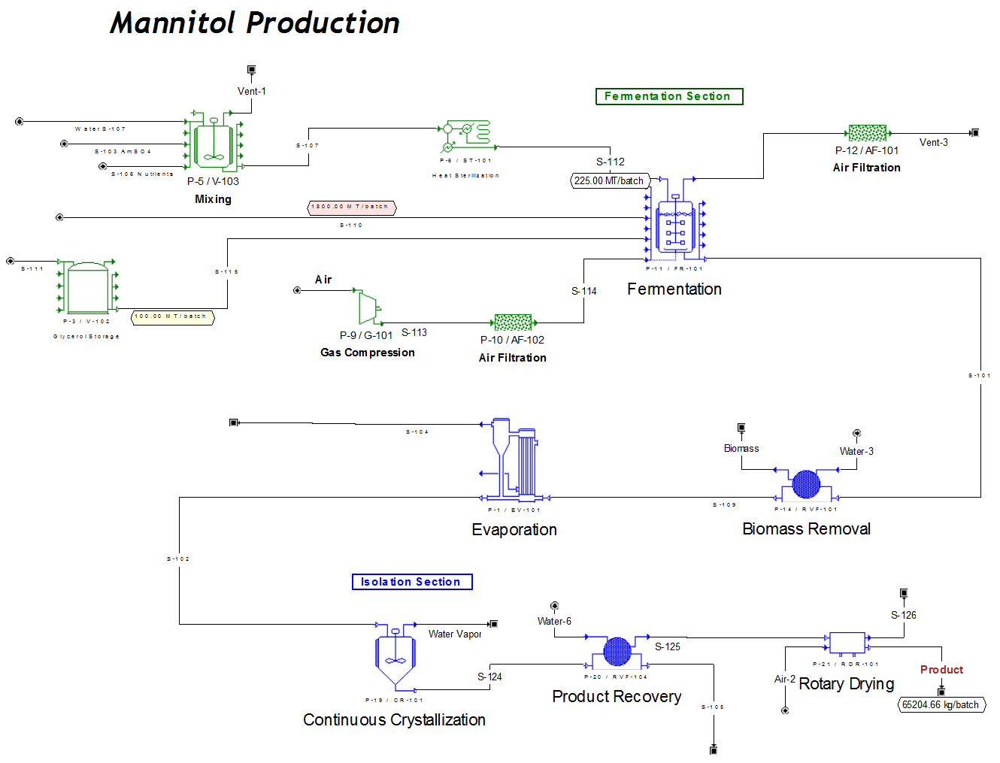 Mannitol Production
Vent-1
Fermentation Section
Water S-107
S-103 AmSO4
S-106 Nutrients
P-5 / V-103
Mixing
S-107
P-6 / ST-101
Heat Sterilization
S-112
225.00 MT/batch
P-12 / AF-101
Air Filtration
Vent-3
1800.00 MT/batch
S-110
S-111
S-115
P-11 / FR-101
Fermentation
100.00 MT/batch
P-3 / V-102
Glycerol Storage
Air
S-114
P-9 / G-101
S-113
Gas Compression
P-10 / AF-102
Air Filtration
S-101
S-104
Biomass
Water-3
P-1 / EV-101
Evaporation
S-109
P-14 / RVF-101
Biomass Removal
S-102
Isolation Section
Water Vapor
Water-6
S-126
S-125
P-21 / RDR-101
Product
S-124
P-20 / RVF-104
Air-2
Rotary Drying
P-19 / CR-101
Product Recovery
65204.66 kg/batch
S-105
Continuous Crystallization